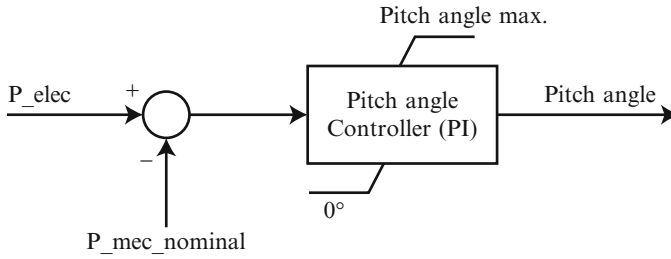 Pitch angle max.
P_elec
+
Pitch angle
Controller (PI)
Pitch angle
−
0°
P_mec_nominal